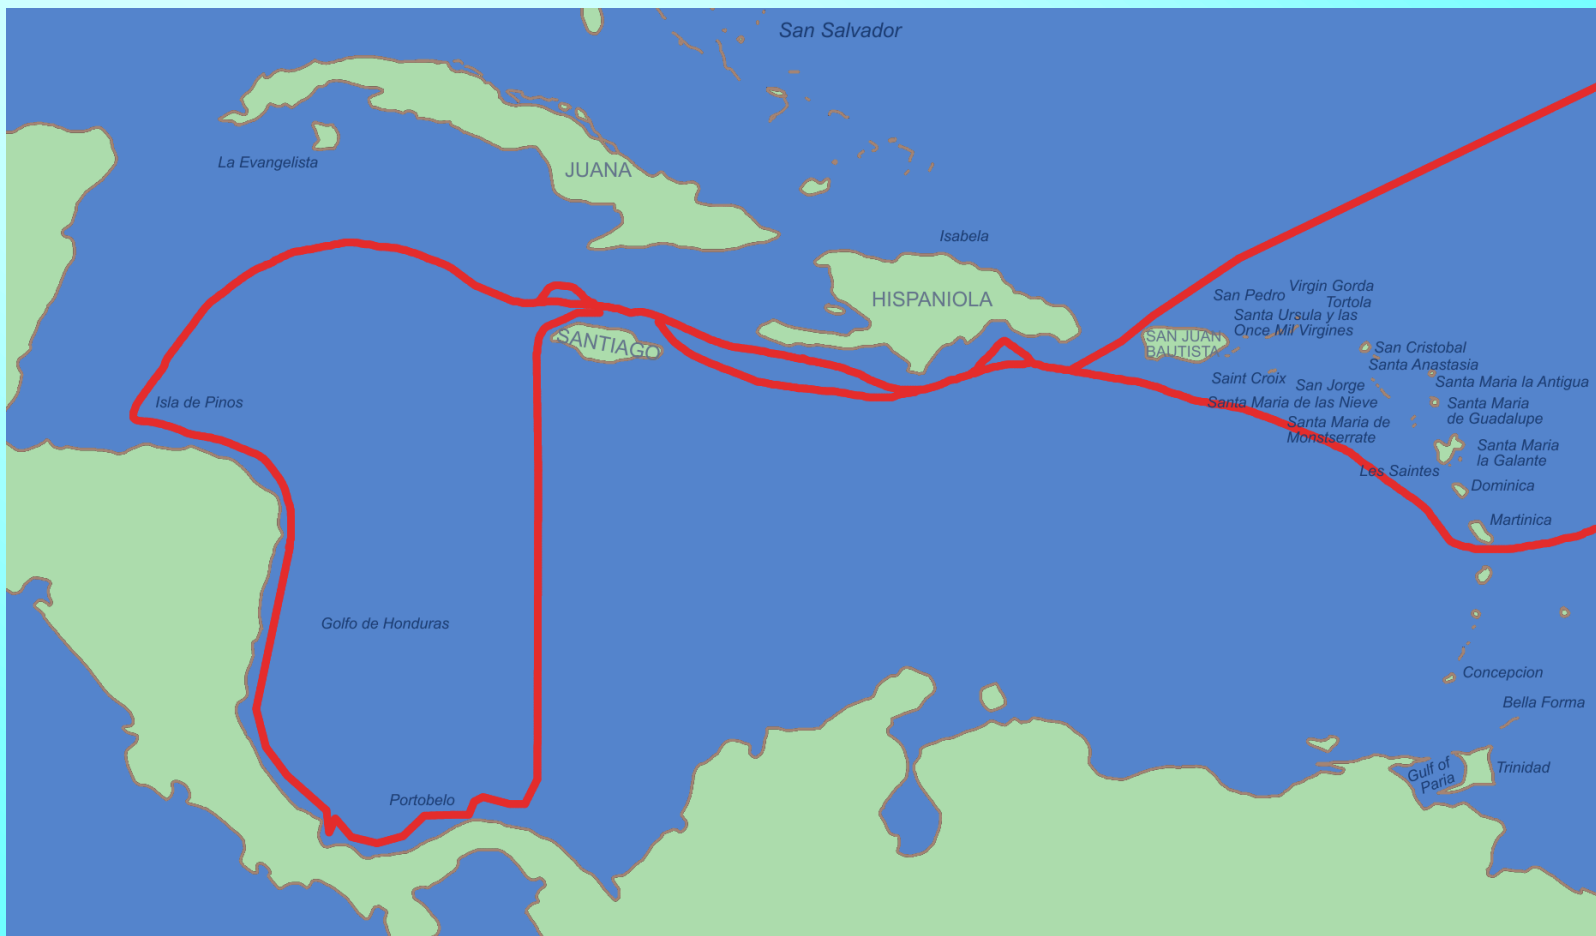 San Salvador
La Evangelista
JUANA
Isabela
HISPANIOLA
Virgin Gorda
San Pedro
Tortola
Santa Ursula y las
Once Mil Virgines
SANTIAGO
SAN JUAN
BAUTISTA
San Cristobal
Santa Anastasia
Saint Croix
San Jorge
Santa Maria la Antigua
Isla de Pinos
Santa Maria de las Nieve
Santa Maria
de Guadalupe
Santa Maria de
Monstserrate
Santa Maria
la Galante
Les Saintes
Dominica
Martinica
Golfo de Honduras
Concepcion
Bella Forma
Gulf of
Paria
Trinidad
Portobelo